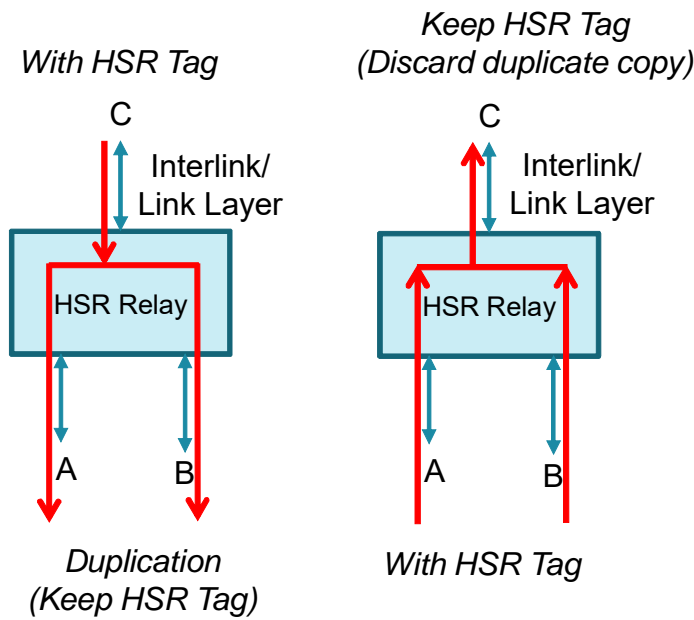 With HSR Tag
C
Interlink/
Link Layer
HSR Relay
A
B
Duplication
(Keep HSR Tag)
Keep HSR Tag
(Discard duplicate copy)
C
Interlink/
Link Layer
HSR Relay
A
B
With HSR Tag